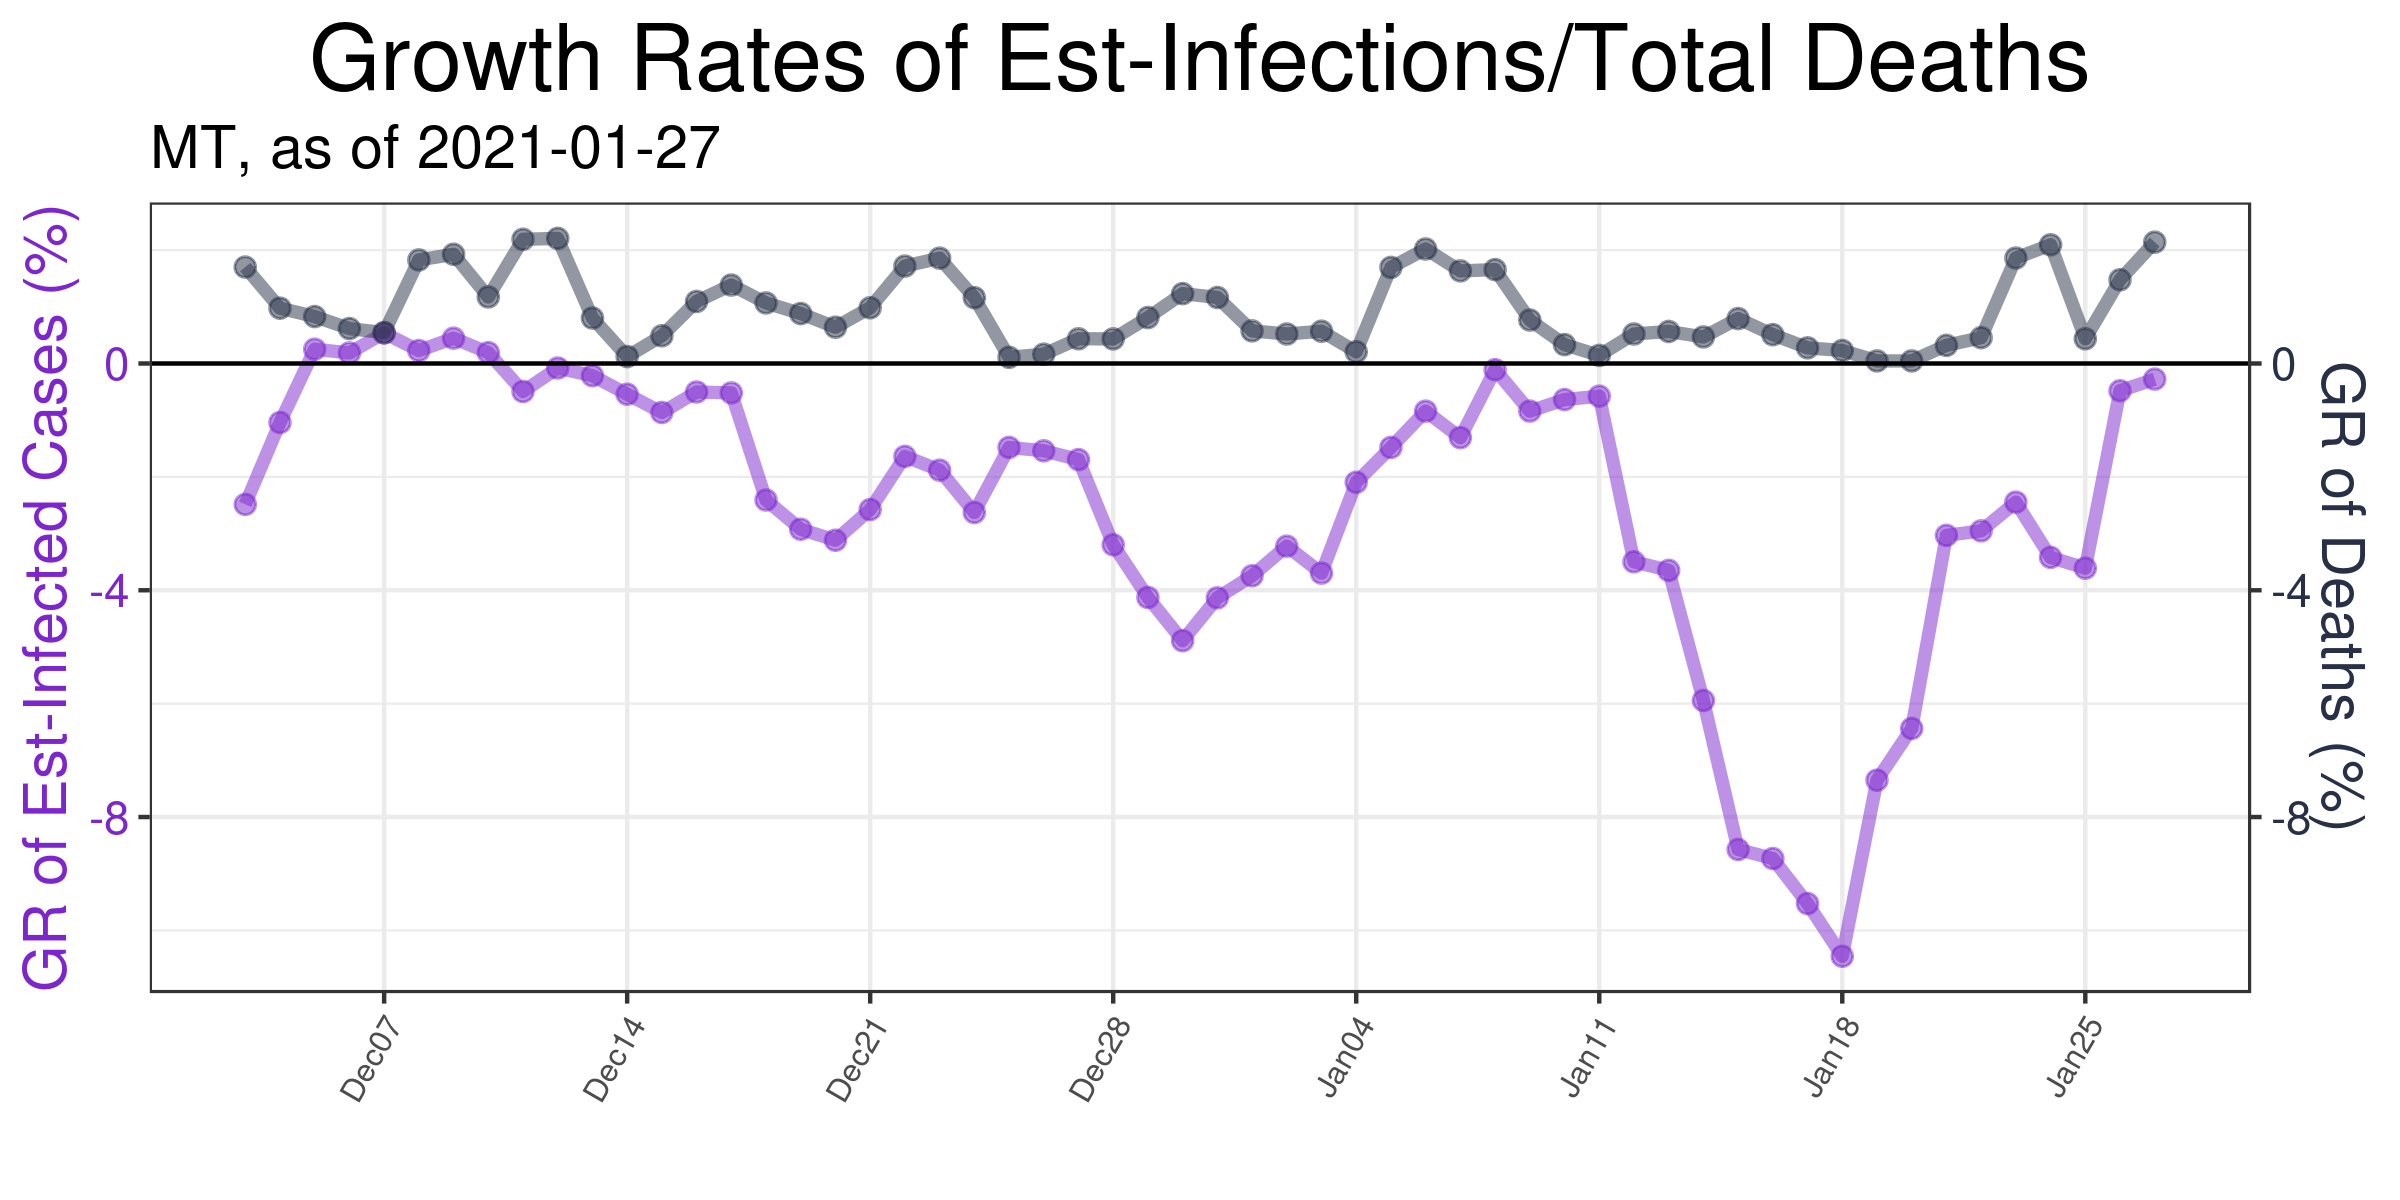 Growth Rates of Est-Infections/Total Deaths
MT, as of 2021-01-27
GR of Est-Infected Cases (%)
0
-4
-8
0
-4
-8
GR of Deaths (%)
Dec07
Dec14
Dec21
Dec28
Jan04
Jan11
Jan18
Jan25